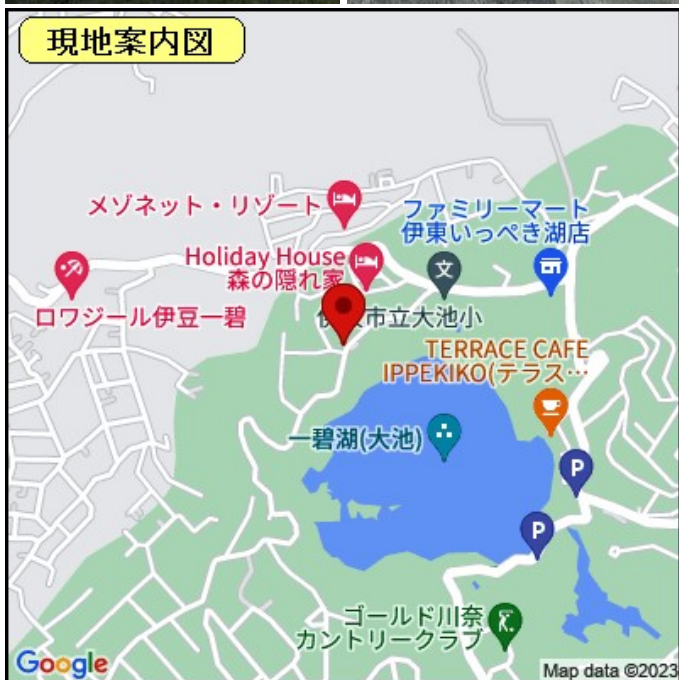 現地案内図
メゾネット・リゾート
ファミリーマート
伊東いっぺき湖店
Holiday House
森の隠れ家
ロワジール伊豆一碧
市立大池小
TERRACE CAFE
IPPEKIKO(テラス…
一碧湖(大池)
P
P
ゴールド川奈
カントリークラブ
Google
Map data ©2023